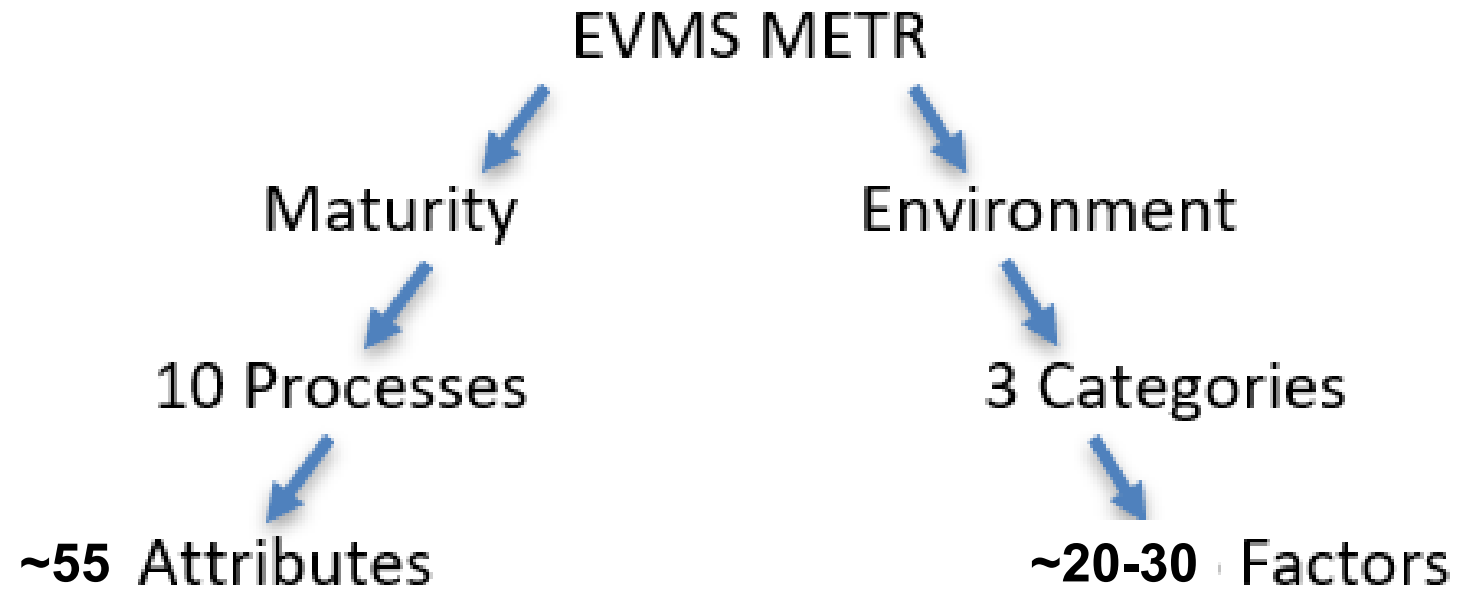 EVMS METR
Maturity
Environment
10 Processes
3 Categories
~55 Attributes
~20-30 Factors